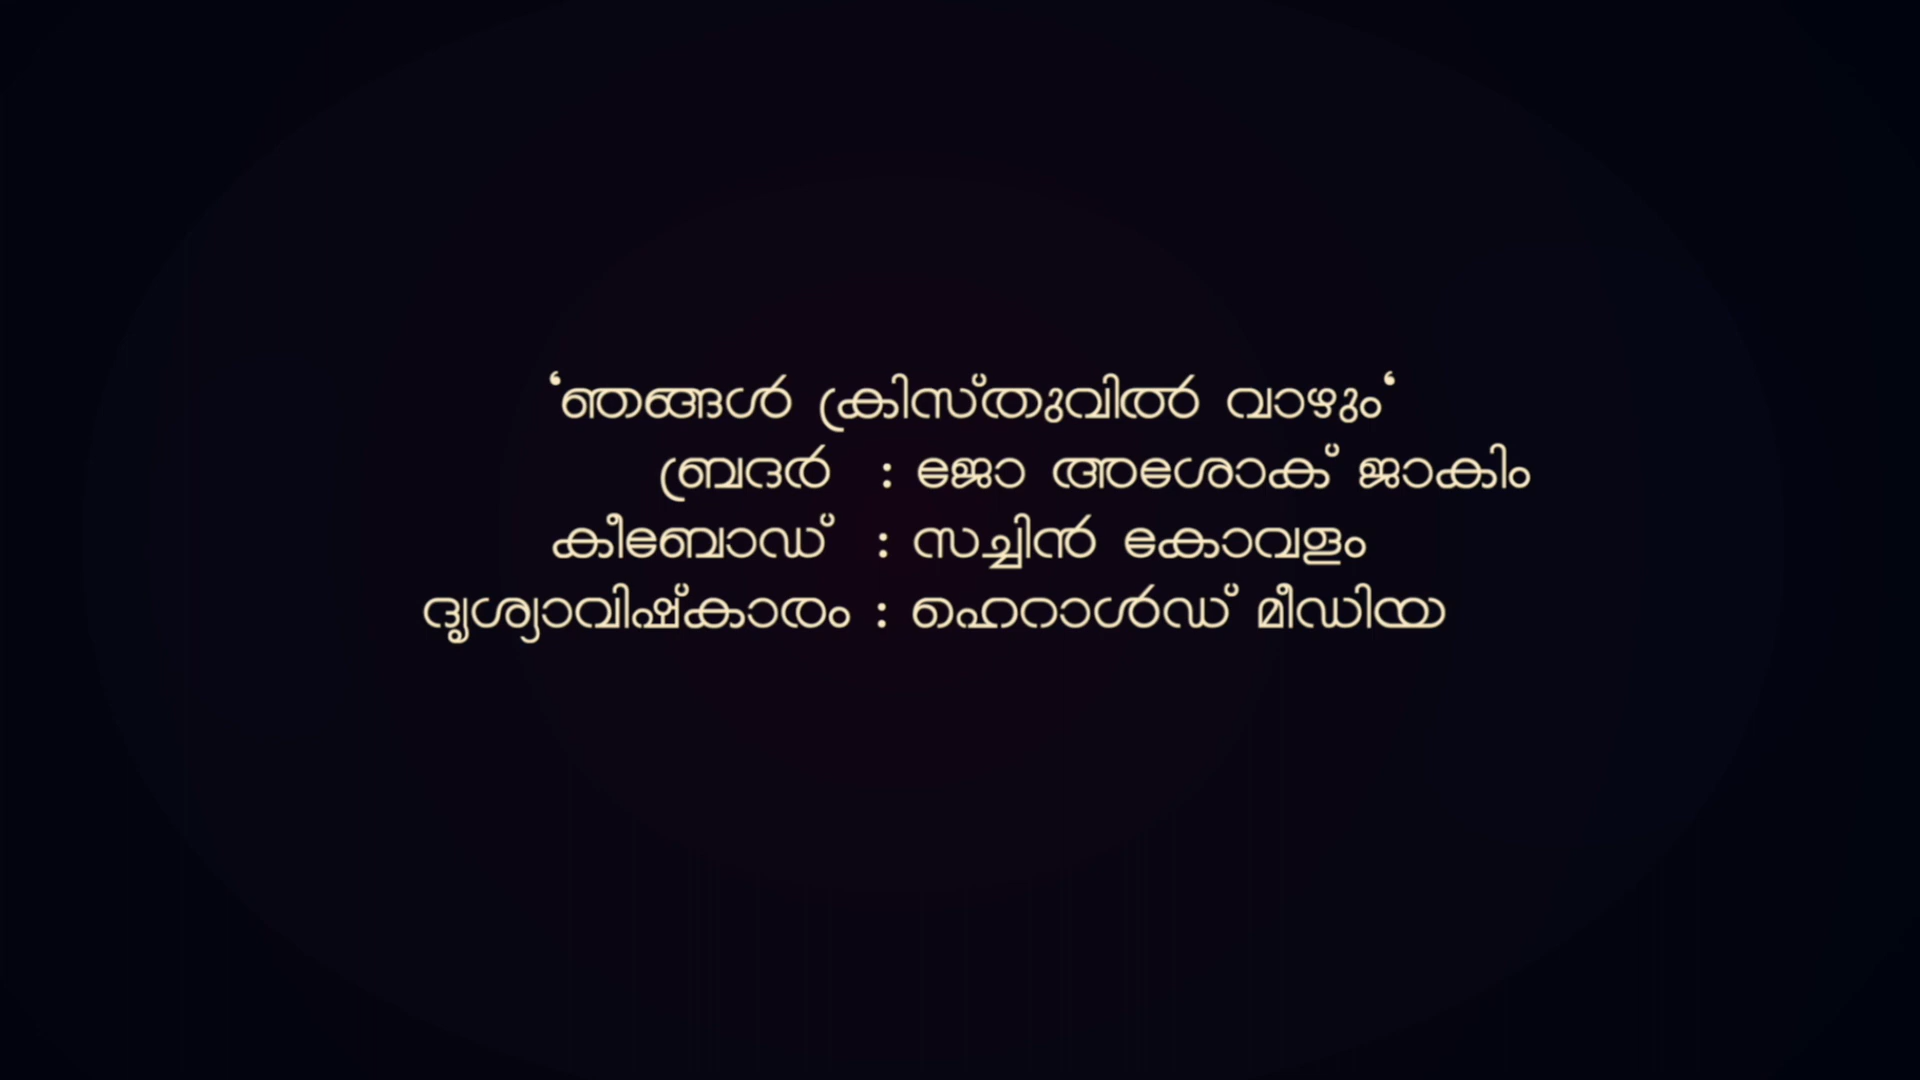 ‘ഞങ്ങൾ ക്രിസ്തുവിൽ വാഴും‘
ബ്രദർ : ജോ അശോക് ജാകിം
കീബോഡ് : സച്ചിൻ കോവളം
ദൃശ്യാവിഷ്കാരം : ഹെറാൾഡ് മീഡിയ